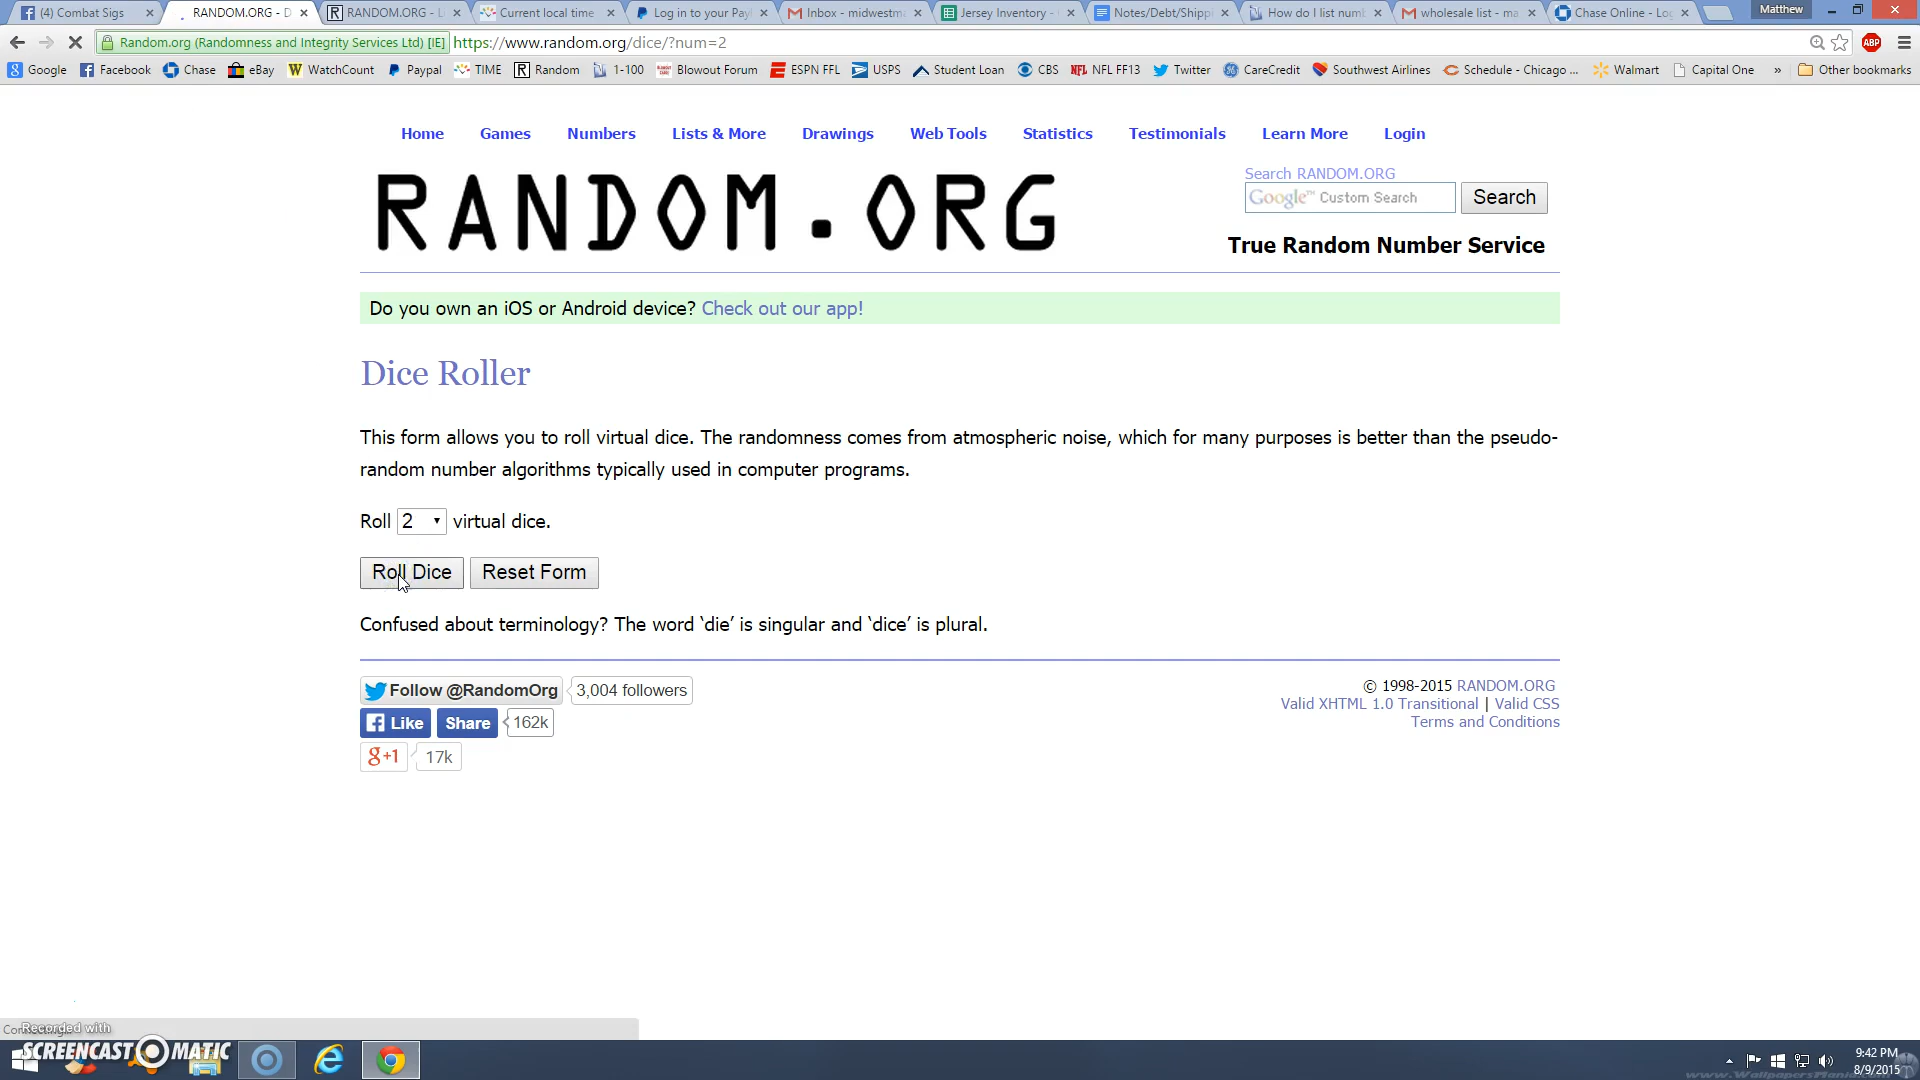 (4) Combat Sigs
RANDOM.ORG - D
RANDOM.ORG - Li
Current local time
Log in to your Pay
Inbox - midwestma
Jersey Inventory -
Notes/Debt/Shippi
How do I list numb
wholesale list - ma
Chase Online - Log
Matthew
Random.org (Randomness and Integrity Services Ltd) [IE]
https://www.random.org/dice/?num=2
ABP
Google
Facebook
Chase
eBay
WatchCount
Paypal
TIME
Random
1-100
Blowout Forum
ESPN FFL
USPS
Student Loan
CBS
NFL FF13
Twitter
CareCredit
Southwest Airlines
Schedule - Chicago ...
Walmart
Capital One
»
Other bookmarks
Home
Games
Numbers
Lists & More
Drawings
Web Tools
Statistics
Testimonials
Learn More
Login
RANDOM.ORG
Search RANDOM.ORG
Google™ Custom Search
Search
True Random Number Service
Do you own an iOS or Android device? Check out our app!
Dice Roller
This form allows you to roll virtual dice. The randomness comes from atmospheric noise, which for many purposes is better than the pseudo-
random number algorithms typically used in computer programs.
Roll 2 virtual dice.
Roll Dice
Reset Form
Confused about terminology? The word ‘die’ is singular and ‘dice’ is plural.
Follow @RandomOrg
3,004 followers
Like
Share
162k
g+1
17k
© 1998-2015 RANDOM.ORG
Valid XHTML 1.0 Transitional | Valid CSS
Terms and Conditions
Recorded with
SCREENCAST O MATIC
9:42 PM
8/9/2015